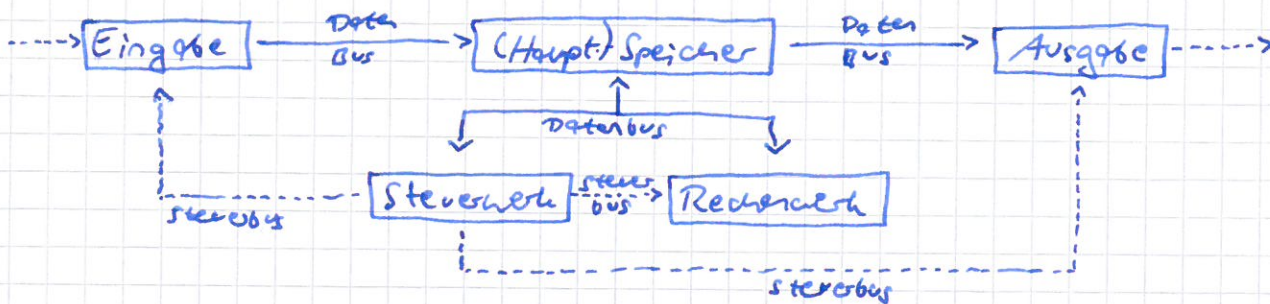 Daten
Bus
Daten
Bus
Eingabe
(Haupt-) Speicher
Ausgabe
Datenbus
Steuerwerk
Steuer
bus
Rechenwerk
Steuerbus
Steuerbus